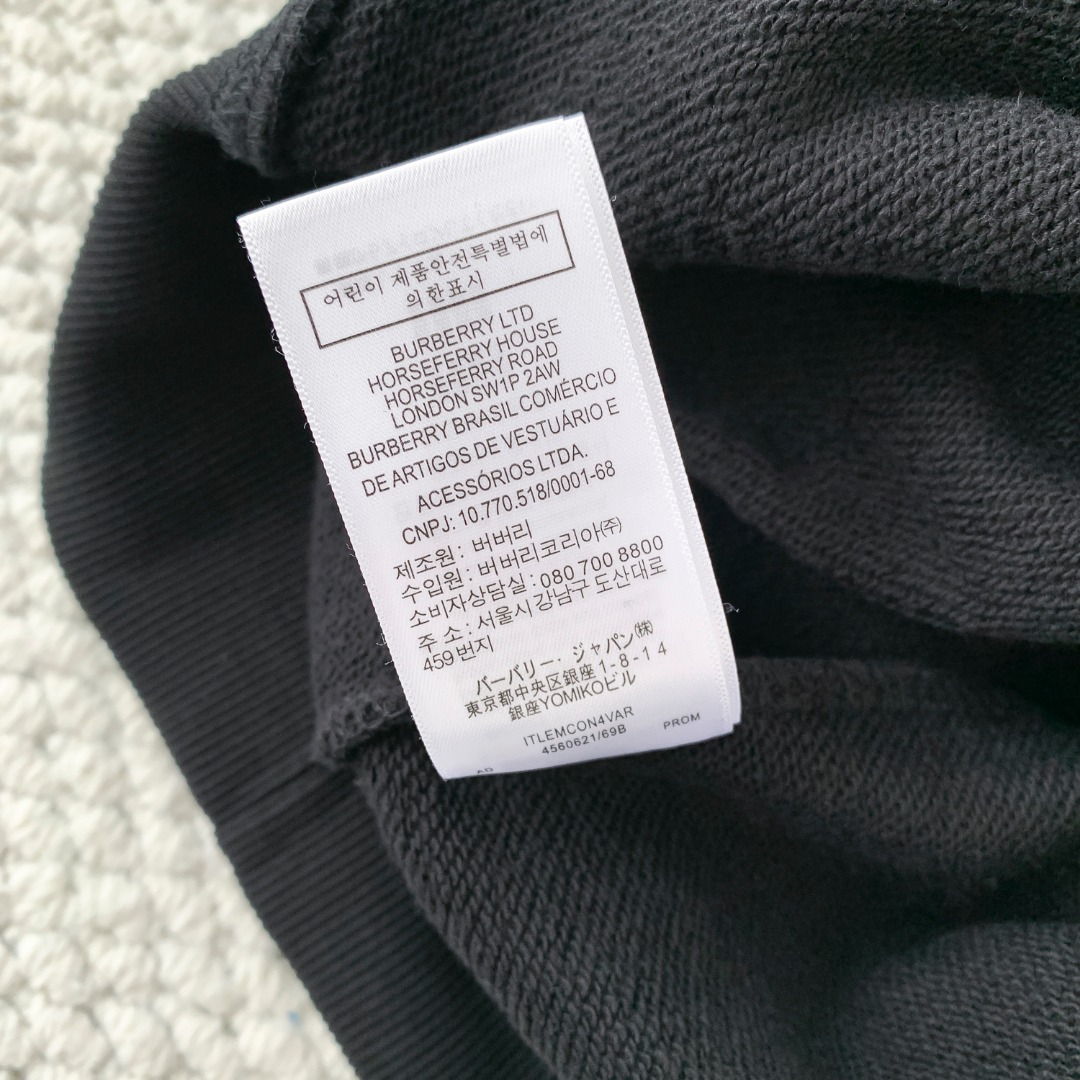 어린이 제품안전특별법에
의한표시
BURBERRY LTD
HORSEFERRY HOUSE
HORSEFERRY ROAD
LONDON SW1P 2AW
BURBERRY BRASIL COMÉRCIO
DE ARTIGOS DE VESTUÁRIO E
ACESSÓRIOS LTDA.
CNPJ: 10.770.518/0001-68
제조원 : 버버리
수입원 : 버버리코리아㈜
소비자상담실 : 080 700 8800
주 소 : 서울시 강남구 도산대로
459번지
バーバリー・ジャパン㈱
東京都中央区銀座1-8-14
銀座YOMIKOビル
ITLEMCON4VAR
4560621/69B PROM
AD